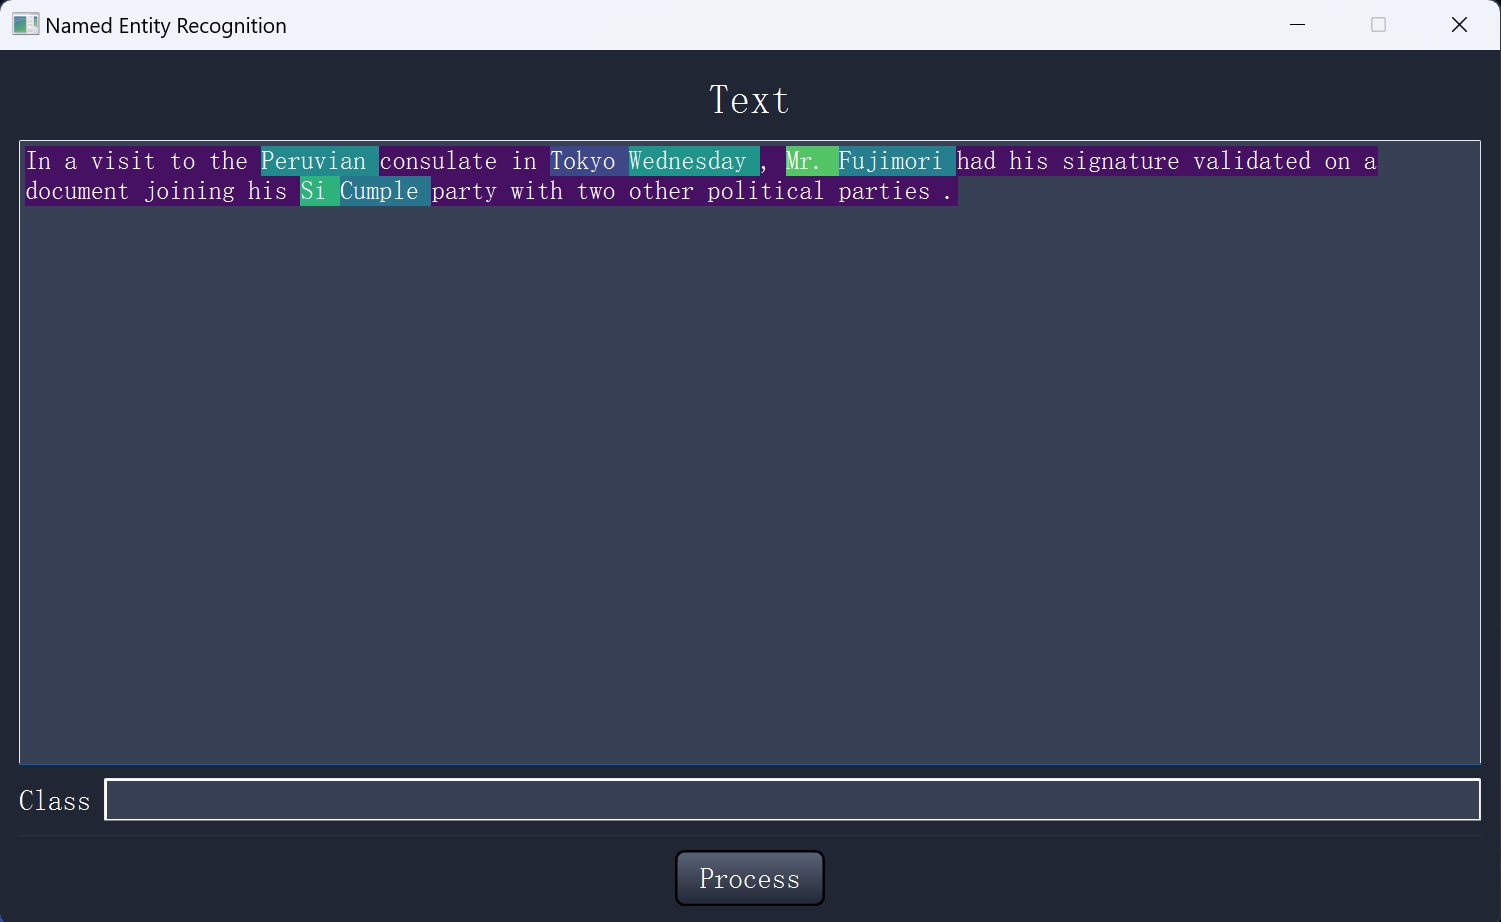 Named Entity Recognition
Text
In a visit to the Peruvian consulate in Tokyo Wednesday , Mr. Fujimori had his signature validated on a
document joining his Si Cumple party with two other political parties .
Class
Process